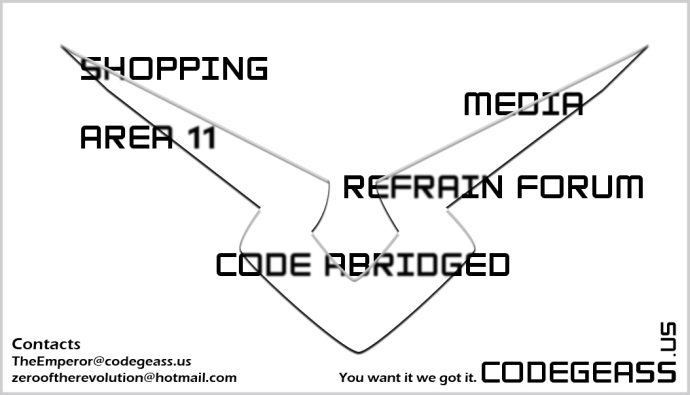 SHOPPING
MEDIA
AREA 11
REFRAIN FORUM
CODE ABRIDGED
Contacts
TheEmperor@codegeass.us
zerooftherevolution@hotmail.com
You want it we got it. CODEGEASS.US